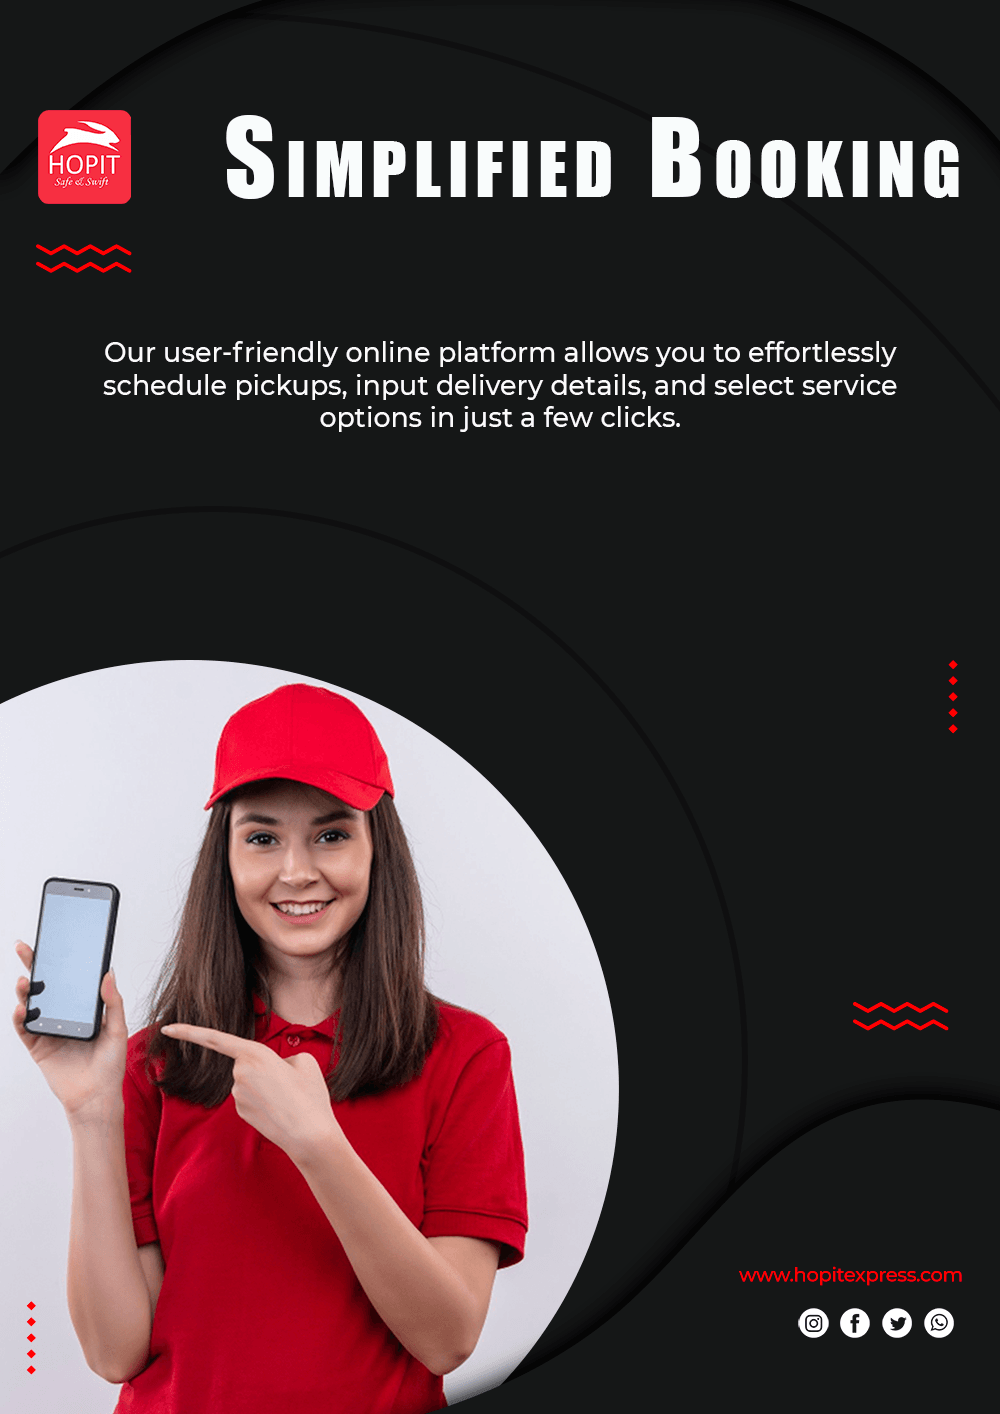 HOPIT
Safe & Swift
SIMPLIFIED BOOKING
Our user-friendly online platform allows you to effortlessly
schedule pickups, input delivery details, and select service
options in just a few clicks.
www.hopitexpress.com